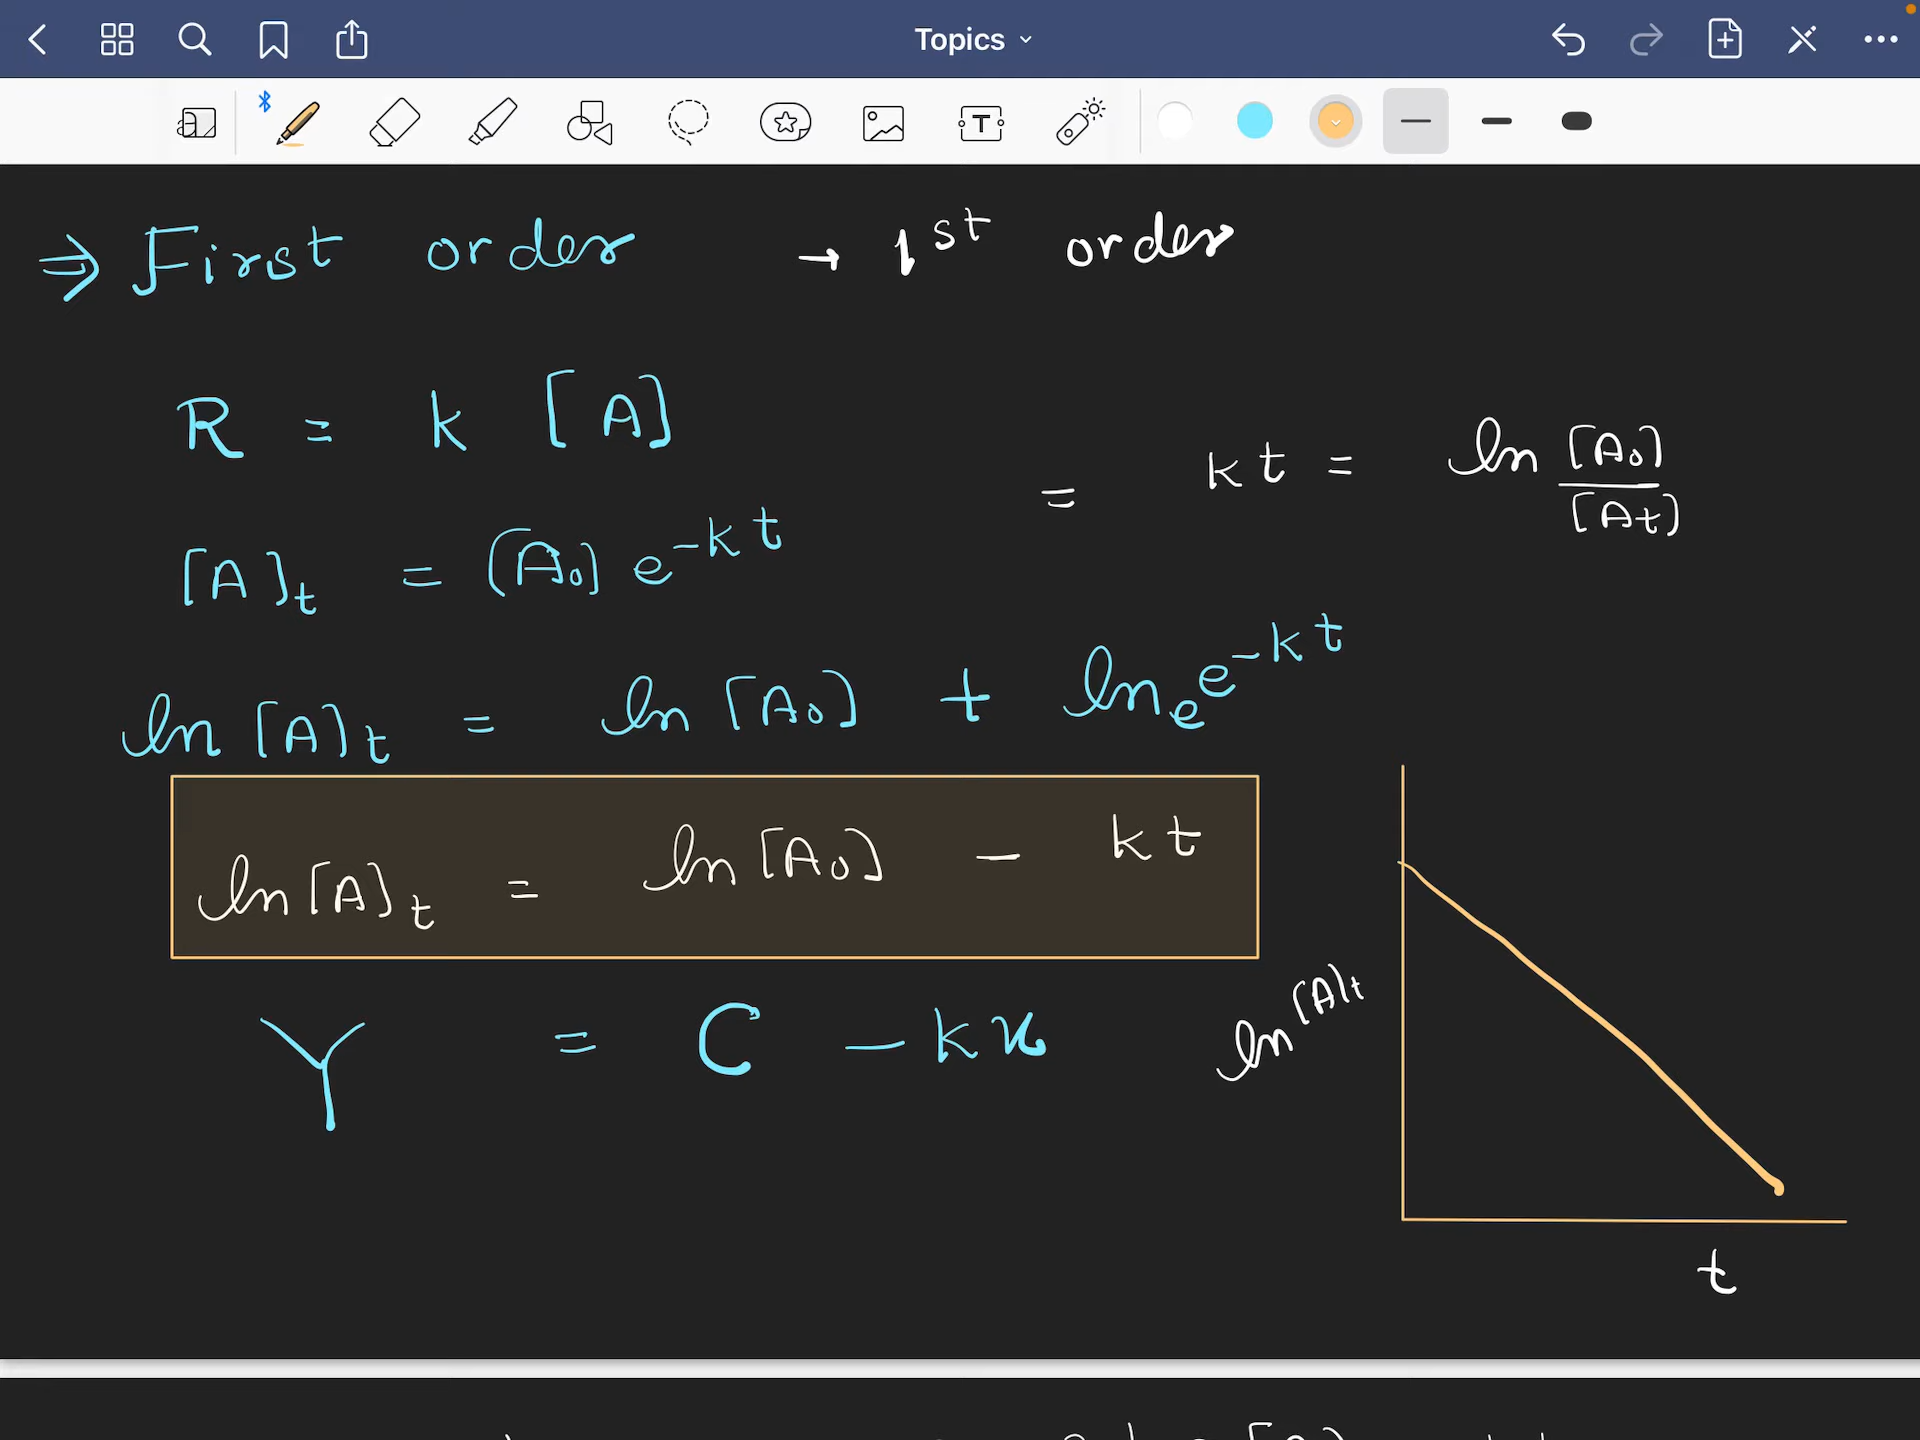 Topics
⇒ First order → 1st order
R = k [A]
= kt = ln [A₀]/[At]
[A]t = [A₀] e^-kt
ln [A]t = ln [A₀] + lnₑ e^-kt
ln [A]t = ln [A₀] - kt
Y = C - kx
ln [A]t
t